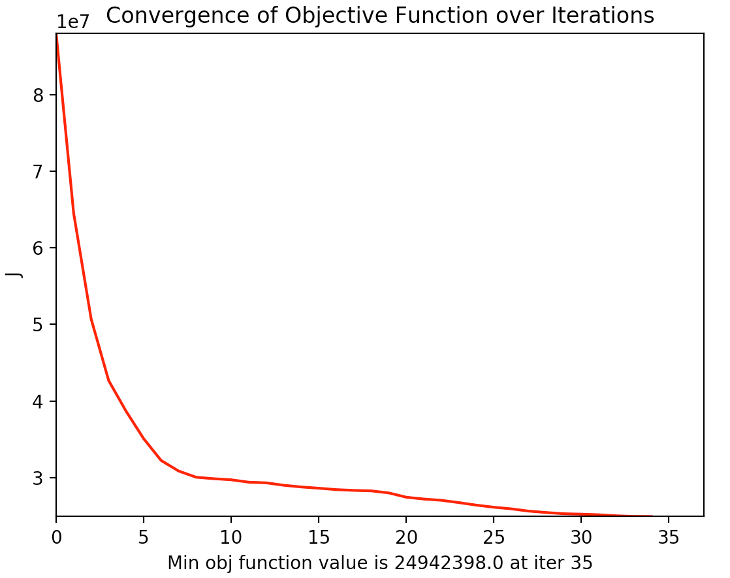 Convergence of Objective Function over Iterations
1e7
8
7
6
5
4
3
J
0 5 10 15 20 25 30 35
Min obj function value is 24942398.0 at iter 35